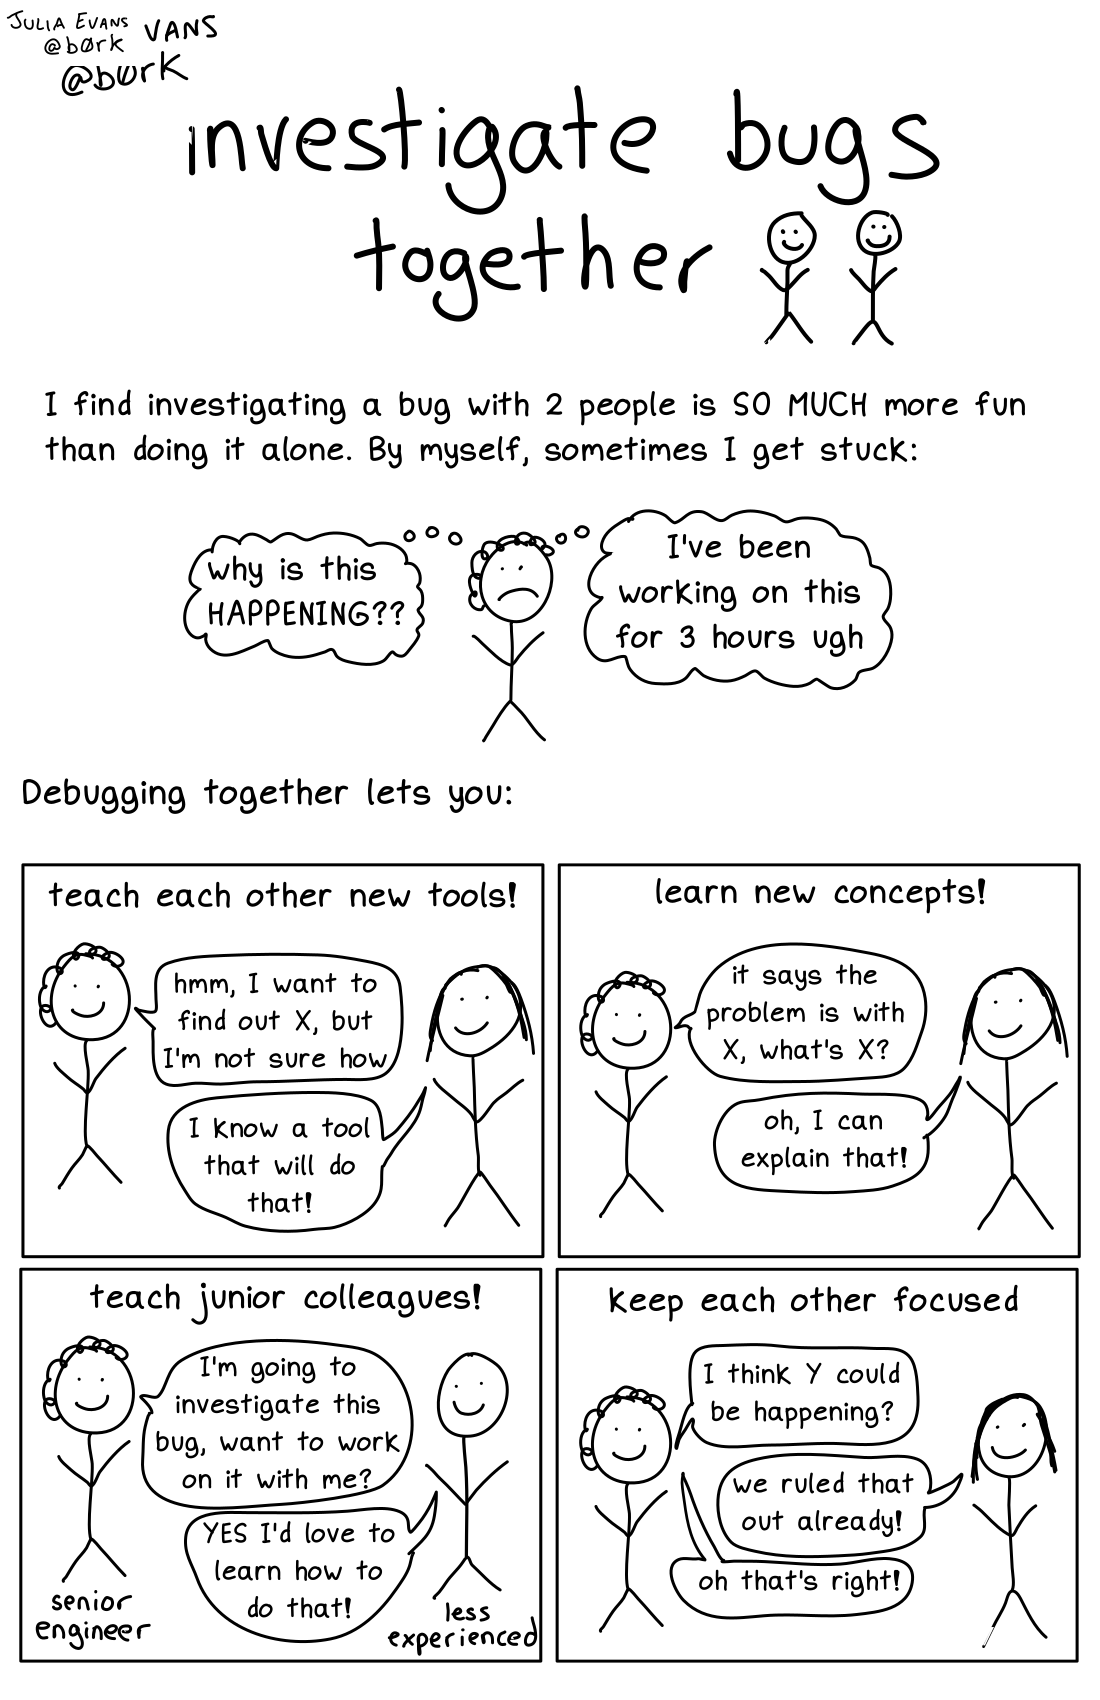 JULIA EVANS
@bork
VANS
@bork
investigate bugs
together
I find investigating a bug with 2 people is SO MUCH more fun
than doing it alone. By myself, sometimes I get stuck:
why is this
HAPPENING??
I've been
working on this
for 3 hours ugh
Debugging together lets you:
teach each other new tools!
hmm, I want to
find out X, but
I'm not sure how
I know a tool
that will do
that!
learn new concepts!
it says the
problem is with
X, what's X?
oh, I can
explain that!
teach junior colleagues!
I'm going to
investigate this
bug, want to work
on it with me?
YES I'd love to
learn how to
do that!
senior
engineer
less
experienced
keep each other focused
I think Y could
be happening?
we ruled that
out already!
oh that's right!